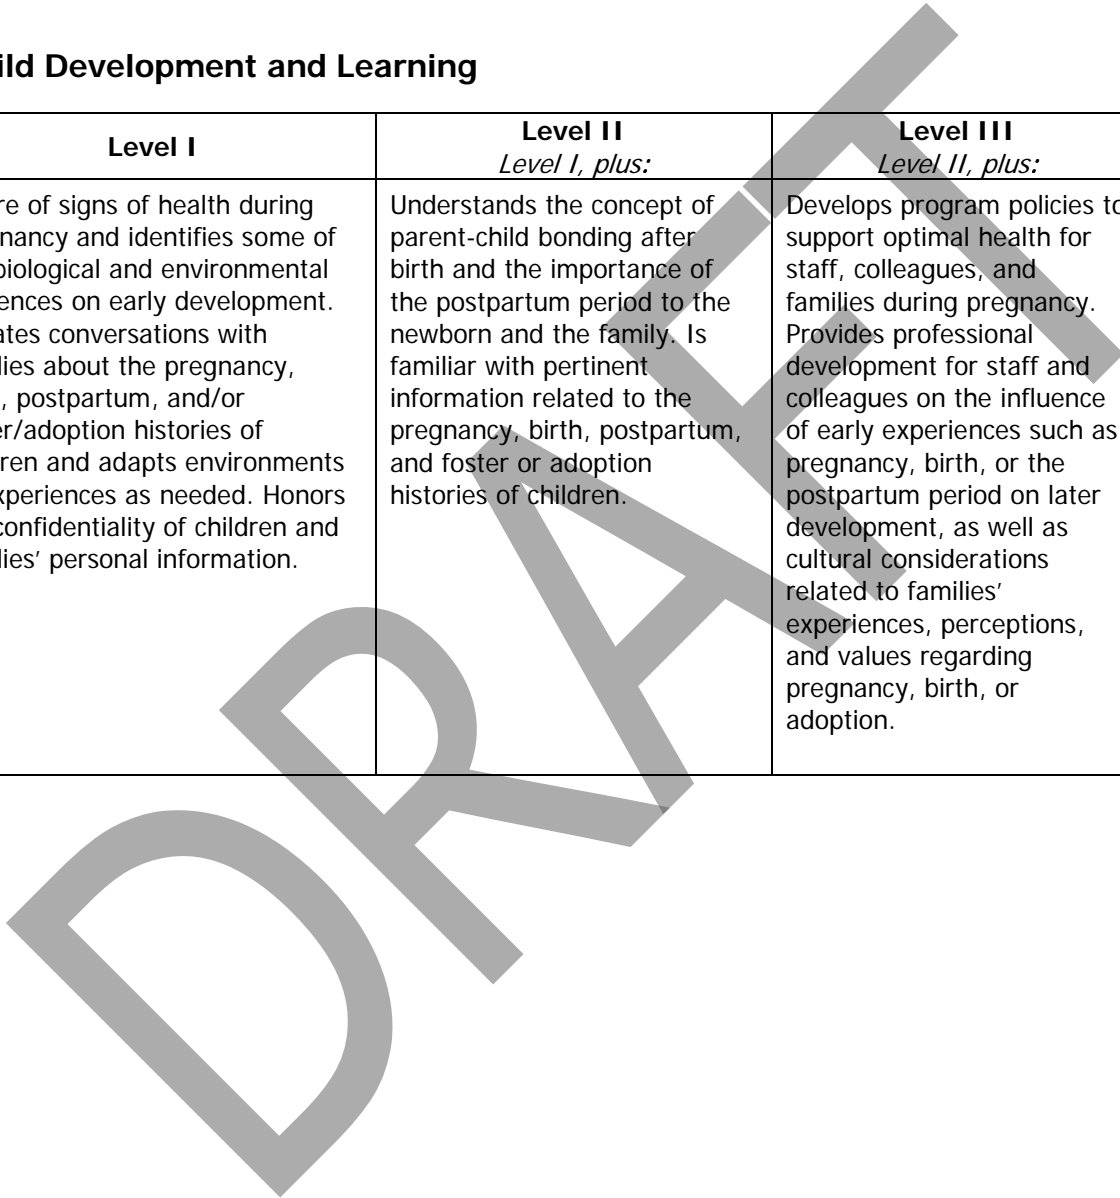 ild Development and Learning
Level I
re of signs of health during
nancy and identifies some of
biological and environmental
ences on early development.
ates conversations with
lies about the pregnancy,
, postpartum, and/or
er/adoption histories of
ren and adapts environments
xperiences as needed. Honors
confidentiality of children and
lies’ personal information.
Level II
Level I, plus:
Understands the concept of
parent-child bonding after
birth and the importance of
the postpartum period to the
newborn and the family. Is
familiar with pertinent
information related to the
pregnancy, birth, postpartum,
and foster or adoption
histories of children.
Level III
Level II, plus:
Develops program policies to
support optimal health for
staff, colleagues, and
families during pregnancy.
Provides professional
development for staff and
colleagues on the influence
of early experiences such as
pregnancy, birth, or the
postpartum period on later
development, as well as
cultural considerations
related to families’
experiences, perceptions,
and values regarding
pregnancy, birth, or
adoption.
DRAFT